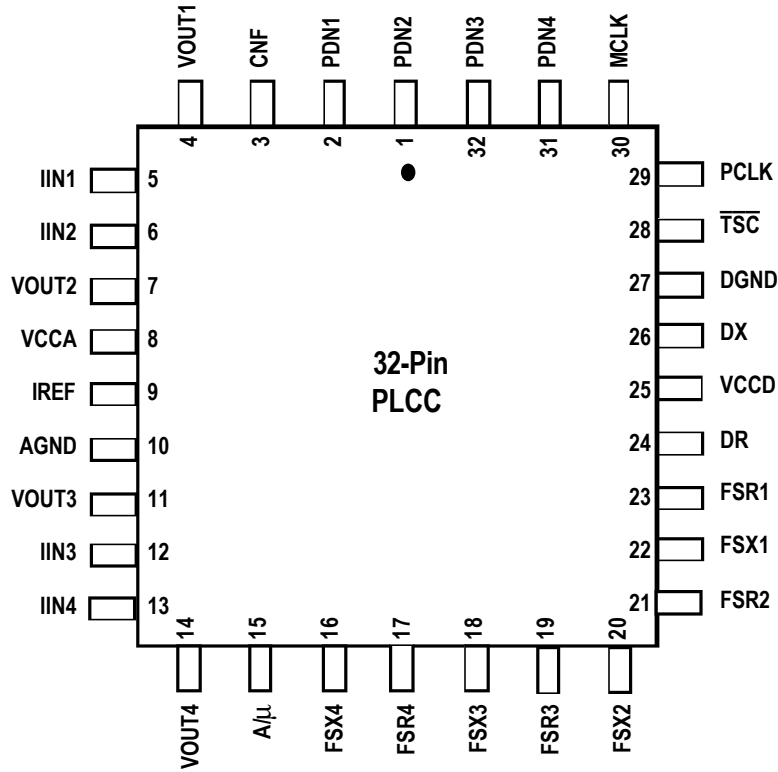 VOUT1 CNF PDN1 PDN2 PDN3 PDN4 MCLK
4 3 2 1 32 31 30
IIN1 5 29 PCLK
IIN2 6 28 T̅S̅C̅
VOUT2 7 27 DGND
VCCA 8 26 DX
32-Pin
PLCC
IREF 9 25 VCCD
AGND 10 24 DR
VOUT3 11 23 FSR1
IIN3 12 22 FSX1
IIN4 13 21 FSR2
14 15 16 17 18 19 20
VOUT4 A/μ FSX4 FSR4 FSX3 FSR3 FSX2